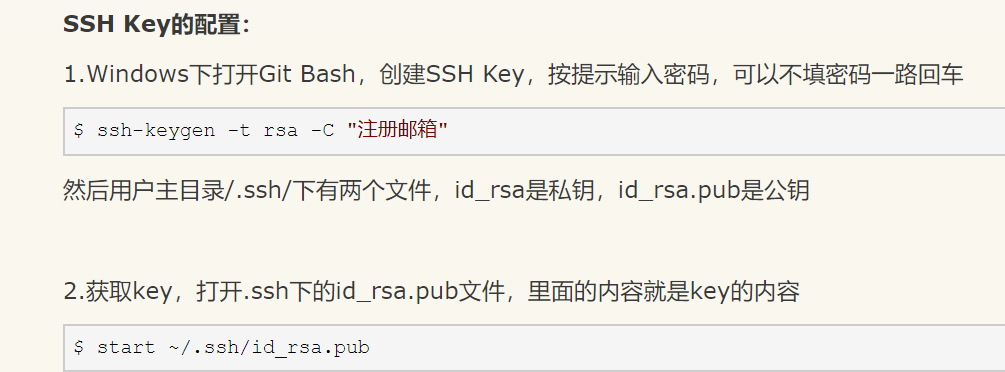 SSH Key的配置：
1.Windows下打开Git Bash，创建SSH Key，按提示输入密码，可以不填密码一路回车
$ ssh-keygen -t rsa -C "注册邮箱"
然后用户主目录/.ssh/下有两个文件，id_rsa是私钥，id_rsa.pub是公钥
2.获取key，打开.ssh下的id_rsa.pub文件，里面的内容就是key的内容
$ start ~/.ssh/id_rsa.pub